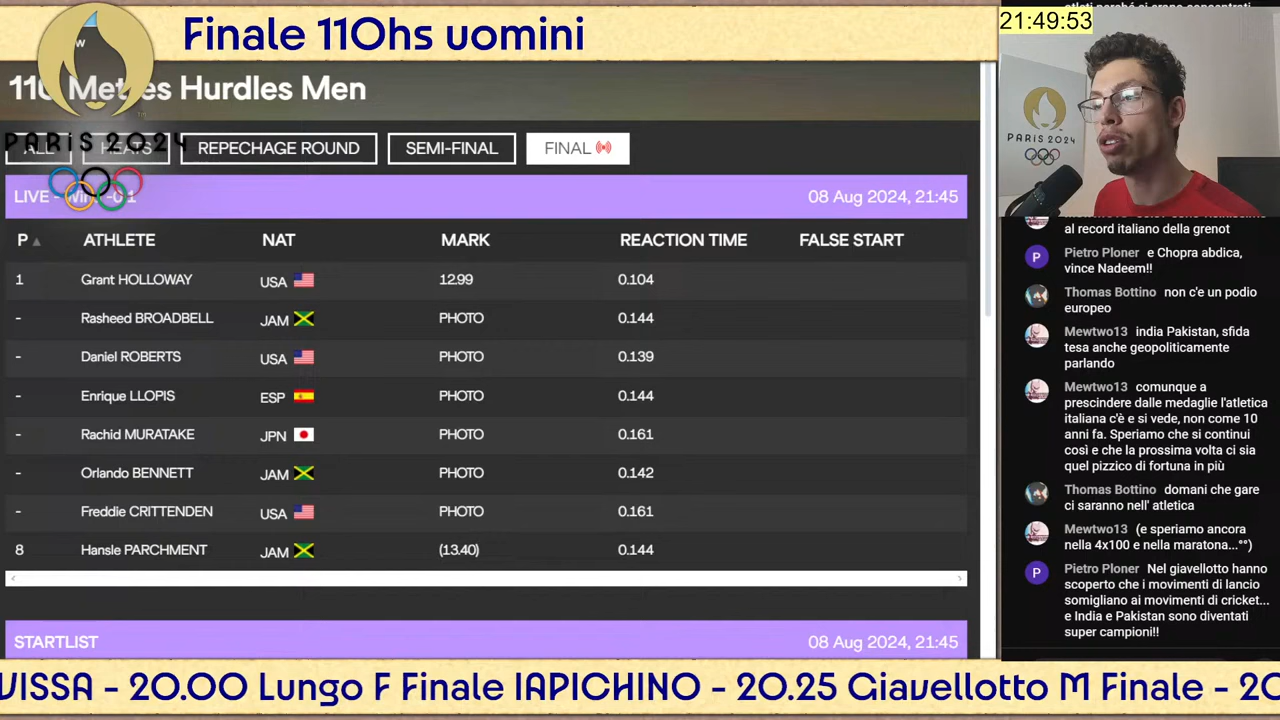 Finale 110hs uomini
21:49:53
110 Metres Hurdles Men
PARIS 2024
ALL HEATS REPECHAGE ROUND SEMI-FINAL FINAL
LIVE - 08 Aug 2024, 21:45
P ATHLETE NAT MARK REACTION TIME FALSE START
1 Grant HOLLOWAY USA 12.99 0.104
- Rasheed BROADBELL JAM PHOTO 0.144
- Daniel ROBERTS USA PHOTO 0.139
- Enrique LLOPIS ESP PHOTO 0.144
- Rachid MURATAKE JPN PHOTO 0.161
- Orlando BENNETT JAM PHOTO 0.142
- Freddie CRITTENDEN USA PHOTO 0.161
8 Hansle PARCHMENT JAM (13.40) 0.144
STARTLIST 08 Aug 2024, 21:45
VISSA - 20.00 Lungo F Finale IAPICHINO - 20.25 Giavellotto M Finale - 20
PARIS 2024
al record italiano della grenot
P Pietro Ploner e Chopra abdica,
vince Nadeem!!
Thomas Bottino non c'e un podio
europeo
Mewtwo13 india Pakistan, sfida
tesa anche geopoliticamente
parlando
Mewtwo13 comunque a
prescindere dalle medaglie l'atletica
italiana c'è e si vede, non come 10
anni fa. Speriamo che si continui
così e che la prossima volta ci sia
quel pizzico di fortuna in più
Thomas Bottino domani che gare
ci saranno nell' atletica
Mewtwo13 (e speriamo ancora
nella 4x100 e nella maratona...°°)
P Pietro Ploner Nel giavellotto hanno
scoperto che i movimenti di lancio
somigliano ai movimenti di cricket...
e India e Pakistan sono diventati
super campioni!!